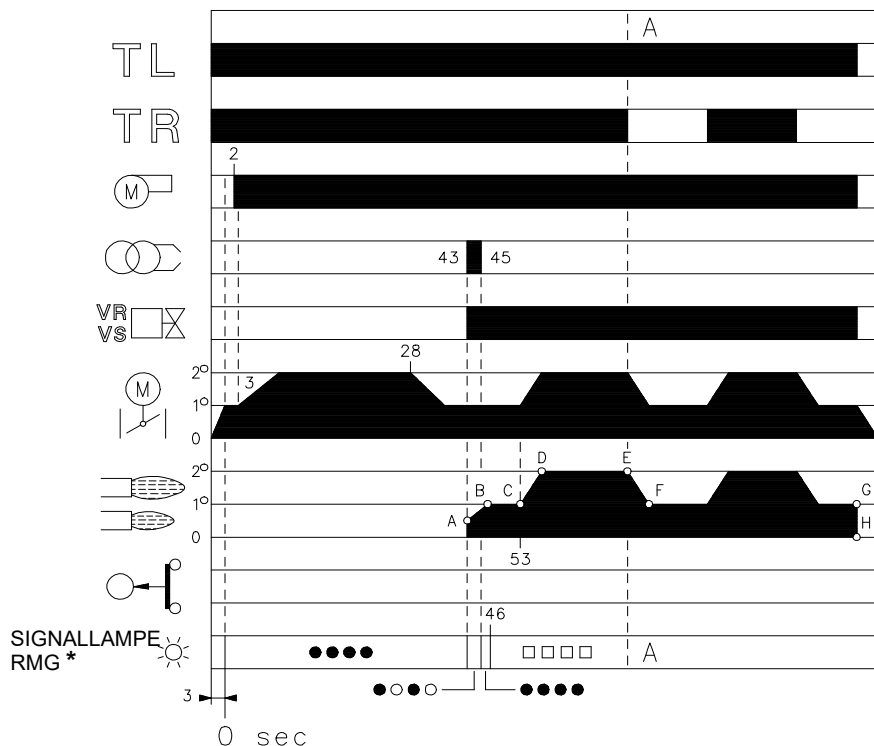 A
TL
TR
2
M
43 45
VR
VS
28
2°
M
3
1°
0
2°
D E
B C F G
1°
A
H
0
53
46
SIGNALLAMPE
RMG *
A
3
0 sec